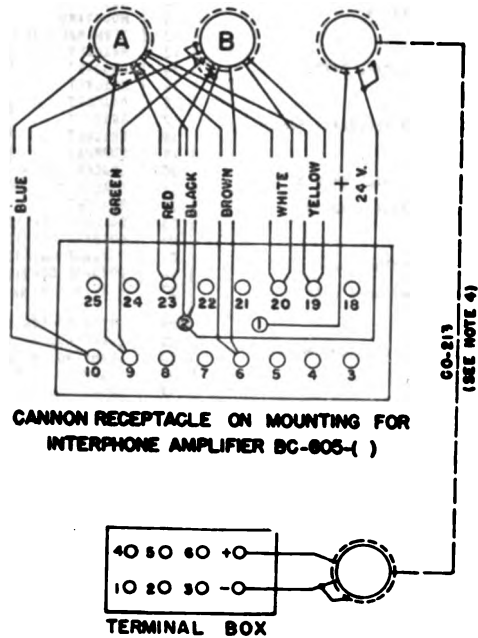 A B
BLUE
GREEN
RED
BLACK
BROWN
WHITE
YELLOW
+
24 V.
25 24 23 22 21 20 19 18
2 1
10 9 8 7 6 5 4 3
CO-213
(SEE NOTE 4)
CANNON RECEPTACLE ON MOUNTING FOR
INTERPHONE AMPLIFIER BC-605-( )
4 5 6 +
1 2 3 -
TERMINAL BOX